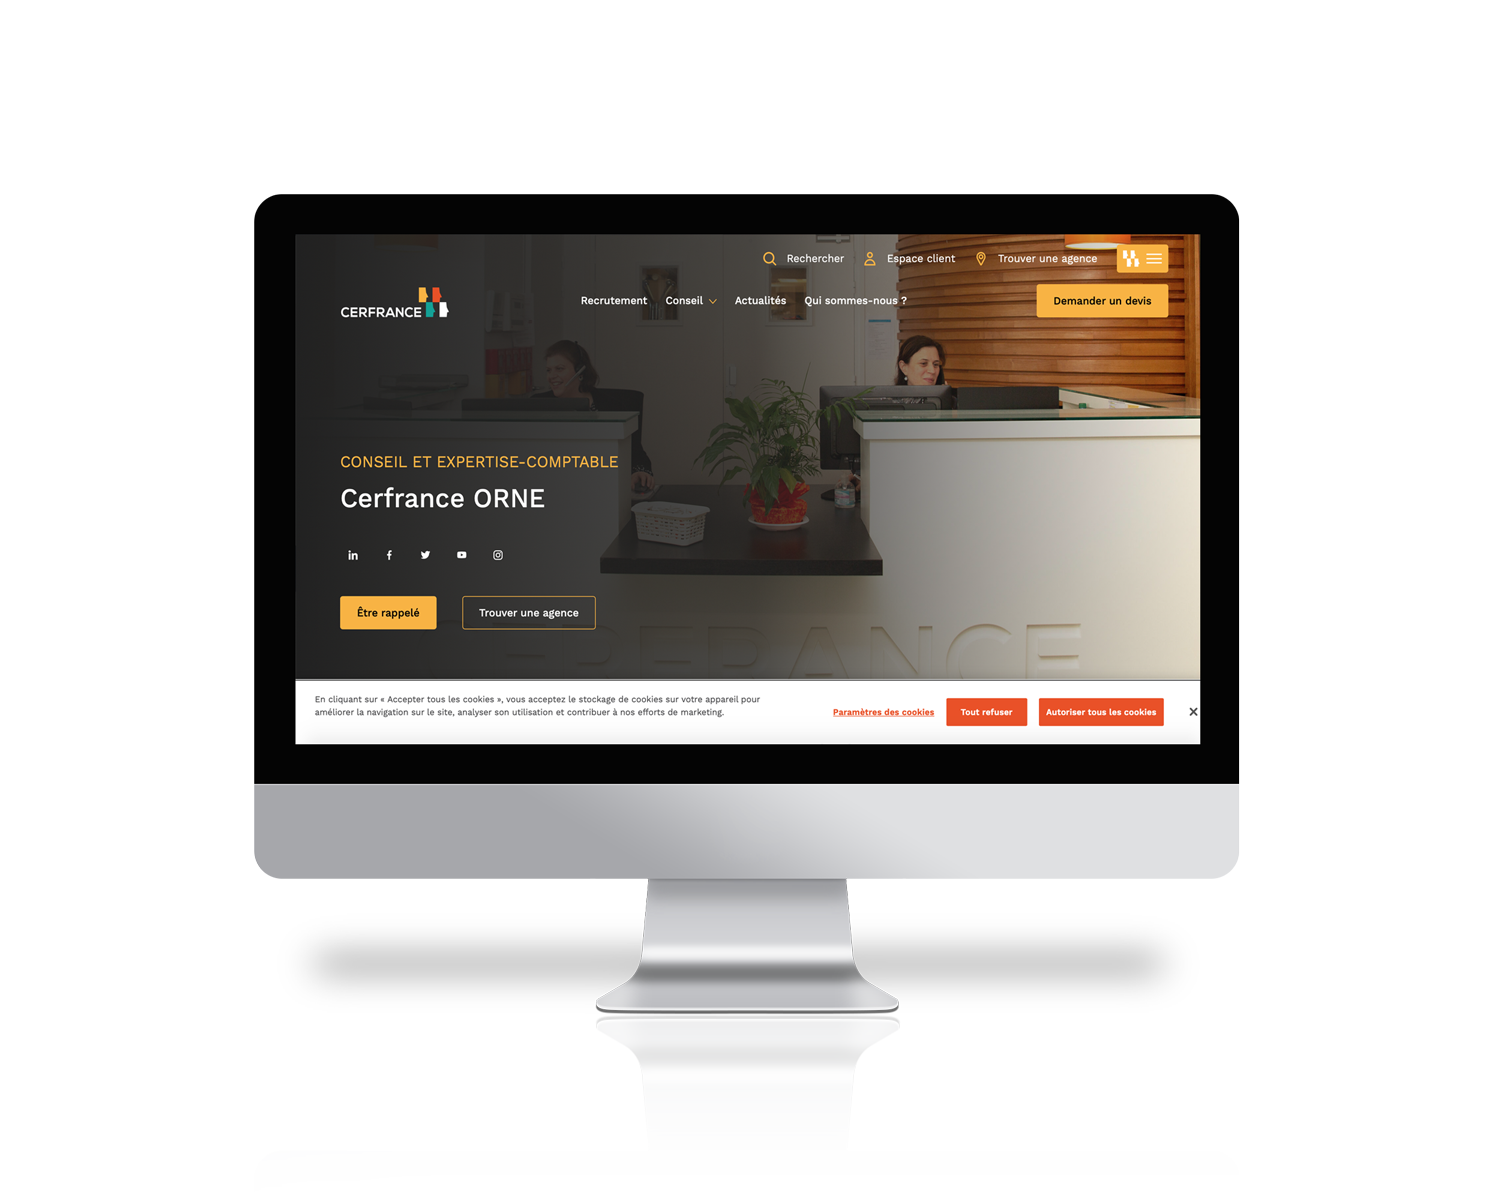 Rechercher
Espace client
Trouver une agence
CERFRANCE
Recrutement
Conseil
Actualités
Qui sommes-nous ?
Demander un devis
CONSEIL ET EXPERTISE-COMPTABLE
Cerfrance ORNE
Être rappelé
Trouver une agence
CERFRANCE
En cliquant sur « Accepter tous les cookies », vous acceptez le stockage de cookies sur votre appareil pour
améliorer la navigation sur le site, analyser son utilisation et contribuer à nos efforts de marketing.
Paramètres des cookies
Tout refuser
Autoriser tous les cookies